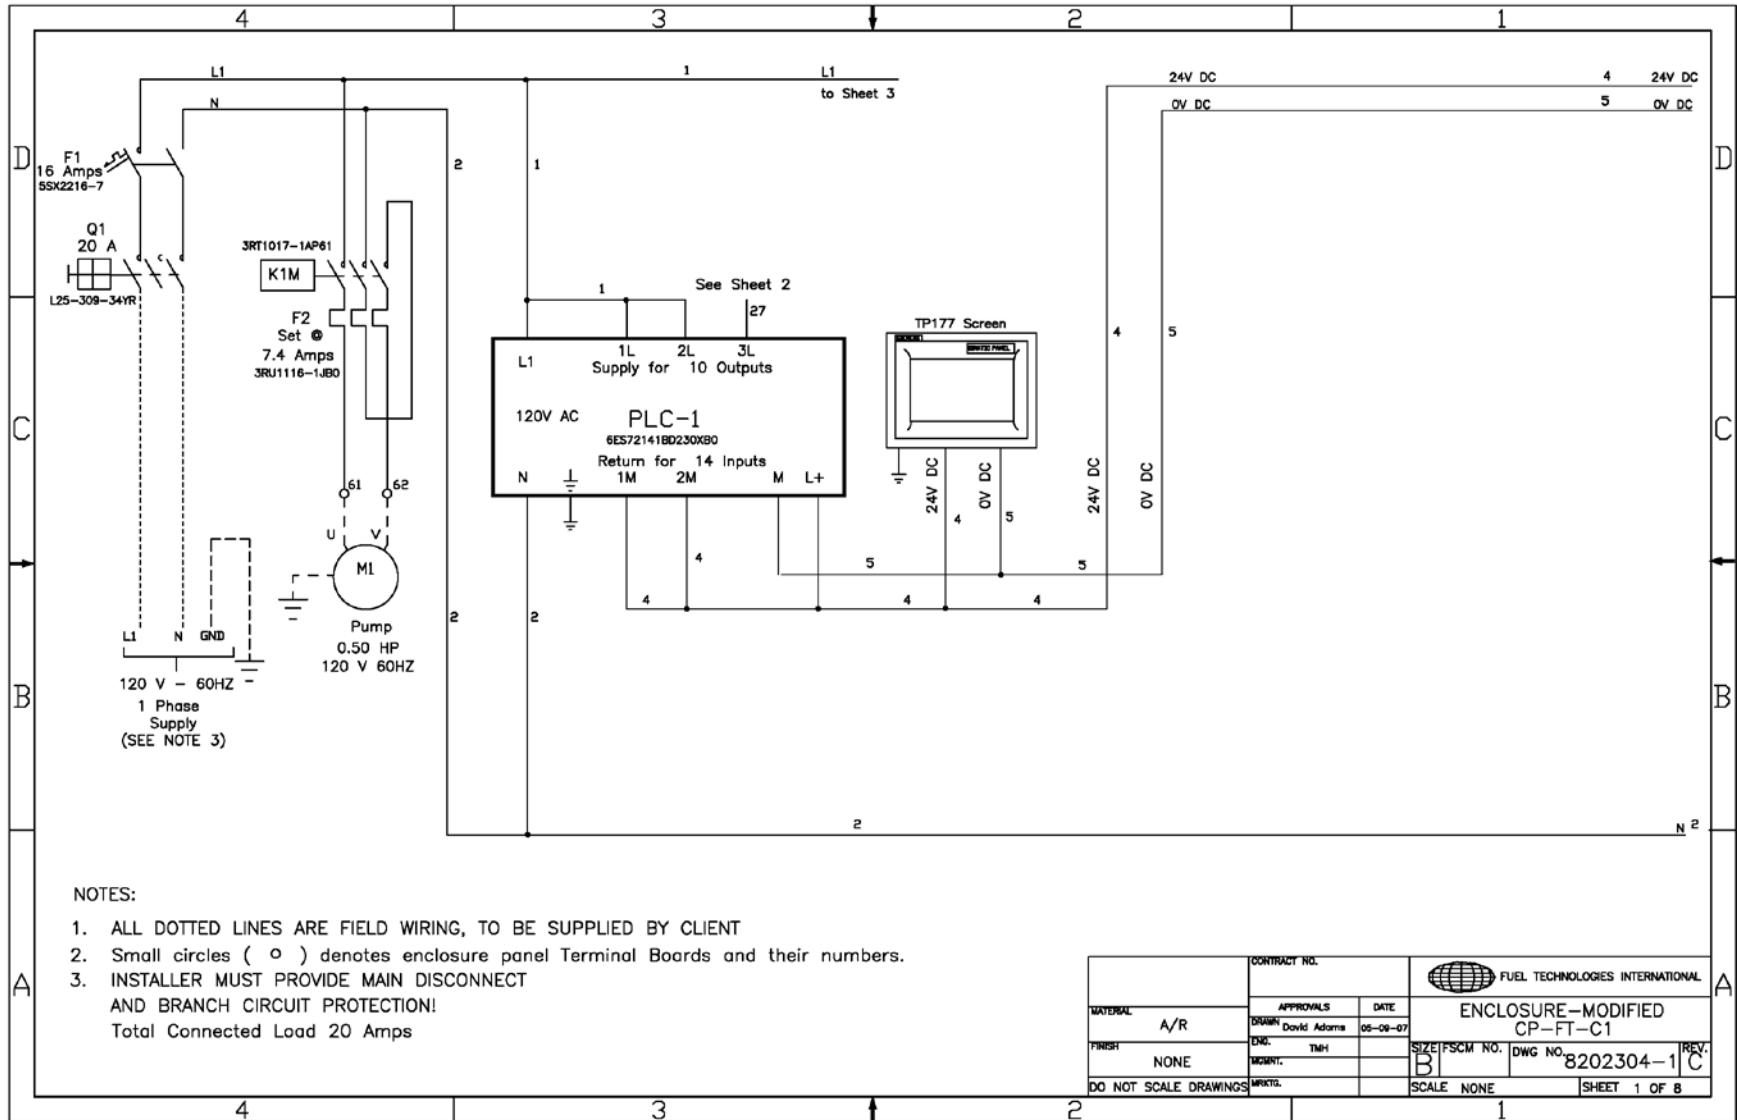 4 3 2 1
L1 1 L1
to Sheet 3
N
24V DC 4 24V DC
0V DC 5 0V DC
D D
F1
16 Amps
5SX2216-7
2 1
Q1
20 A
L25-309-34YR
3RT1017-1AP61
K1M
F2
Set @
7.4 Amps
3RU1116-1JB0
1
See Sheet 2
27
L1 1L 2L 3L
Supply for 10 Outputs
120V AC PLC-1
6ES72141BD230XB0
Return for 14 Inputs
N 1M 2M M L+
TP177 Screen
SIMATIC PANEL
4 5
C C
24V DC 0V DC 24V DC 0V DC
4 5
61 62
U V
M1
Pump
0.50 HP
120 V 60HZ
4 5 5
4 4 4
2 2
L1 N GND
120 V - 60HZ
1 Phase
Supply
(SEE NOTE 3)
B B
2 N 2
NOTES:
1. ALL DOTTED LINES ARE FIELD WIRING, TO BE SUPPLIED BY CLIENT
2. Small circles ( o ) denotes enclosure panel Terminal Boards and their numbers.
3. INSTALLER MUST PROVIDE MAIN DISCONNECT
AND BRANCH CIRCUIT PROTECTION!
Total Connected Load 20 Amps
A A
CONTRACT NO.
FUEL TECHNOLOGIES INTERNATIONAL
MATERIAL
A/R
APPROVALS DATE
DRAWN David Adams 05-09-07
ENG. TMH
MGMNT.
MRKTG.
FINISH
NONE
DO NOT SCALE DRAWINGS
ENCLOSURE-MODIFIED
CP-FT-C1
SIZE B FSCM NO. DWG NO. 8202304-1 REV. C
SCALE NONE SHEET 1 OF 8
4 3 2 1